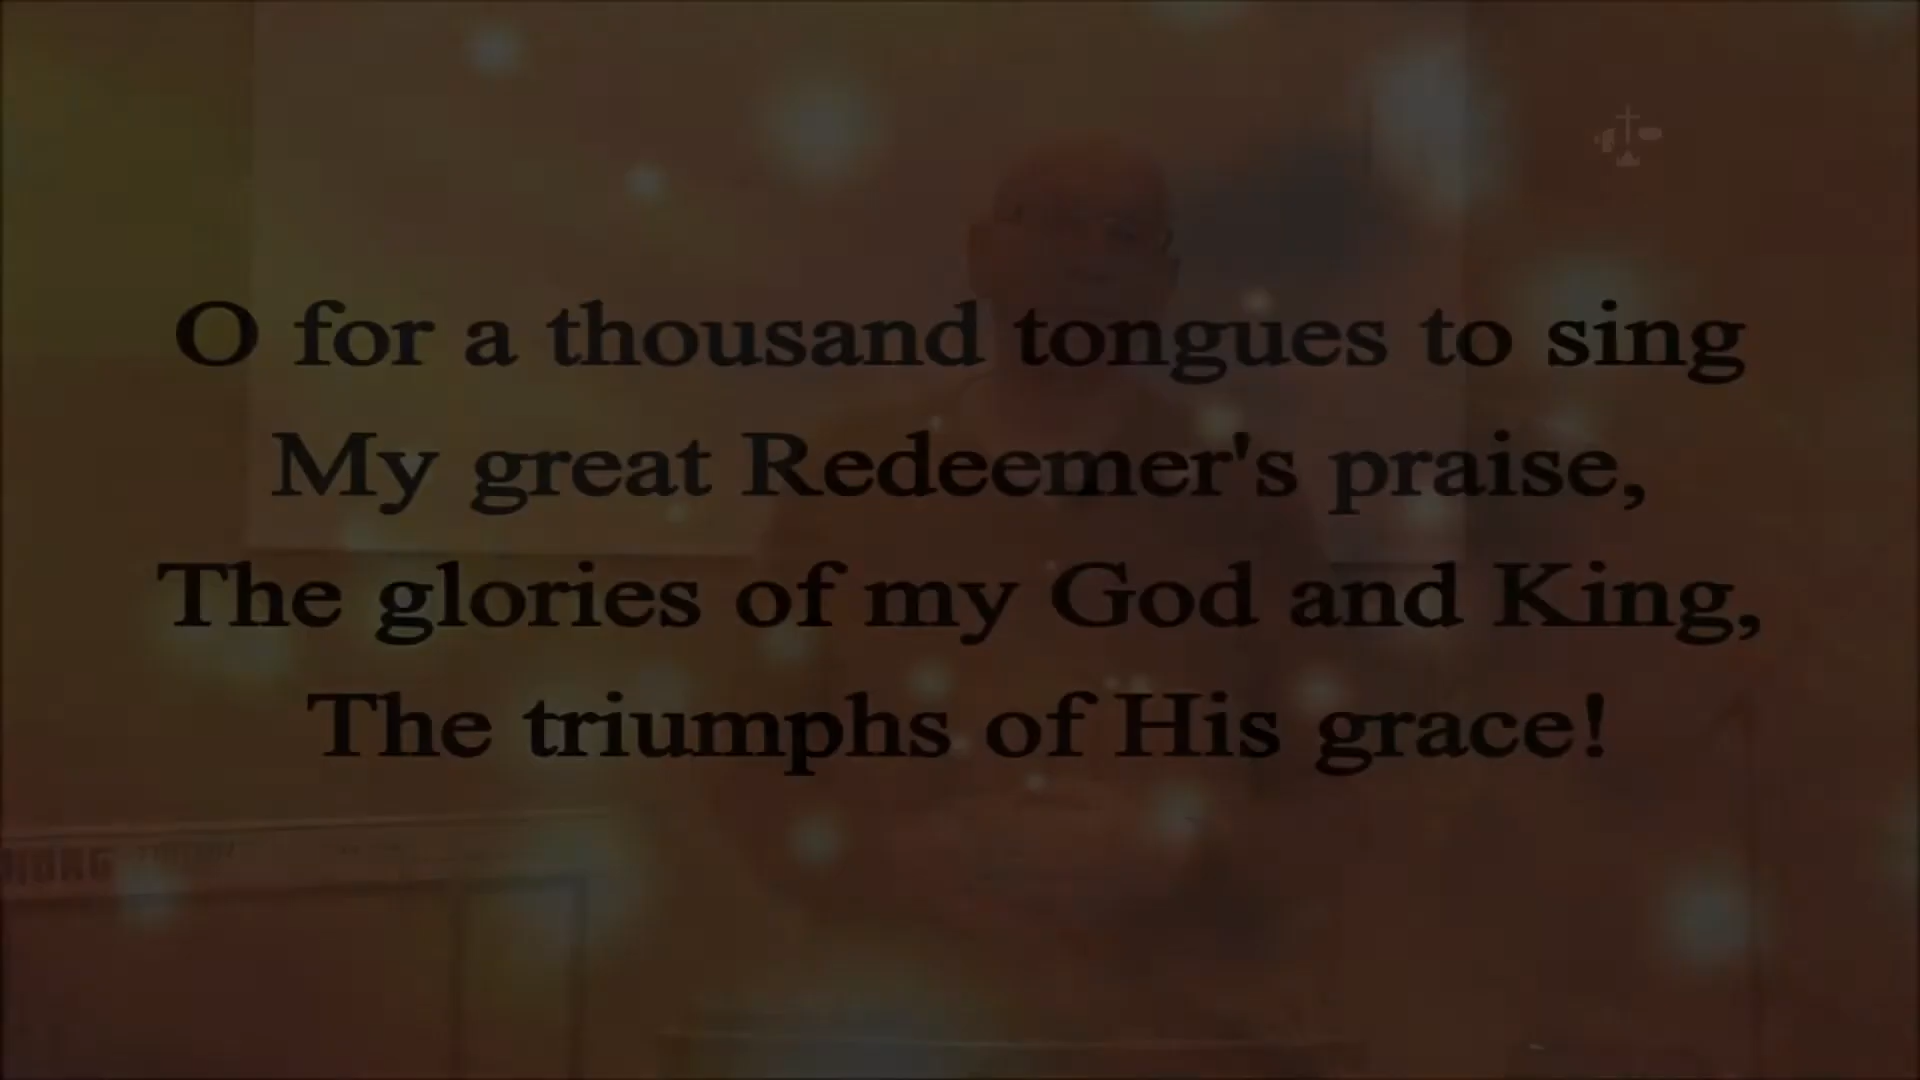 O for a thousand tongues to sing
My great Redeemer's praise,
The glories of my God and King,
The triumphs of His grace!